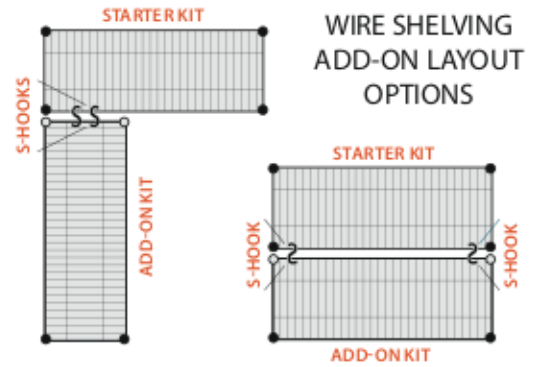 STARTER KIT
WIRE SHELVING
ADD-ON LAYOUT
OPTIONS
S-HOOKS
ADD-ON KIT
STARTER KIT
S-HOOK
S-HOOK
ADD-ON KIT